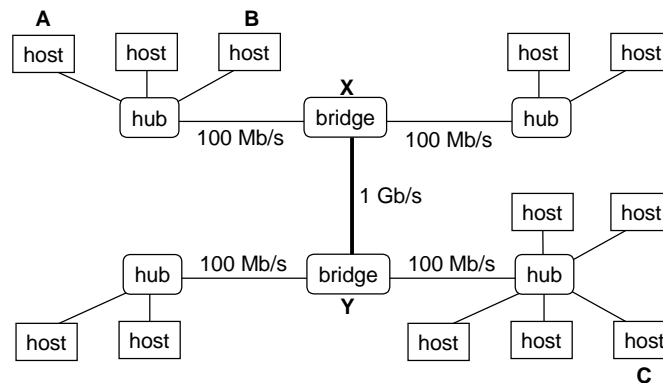 A B
host host host host host
X
hub bridge hub
100 Mb/s 100 Mb/s
1 Gb/s
host host
hub 100 Mb/s bridge 100 Mb/s hub
Y
host host host host host
C